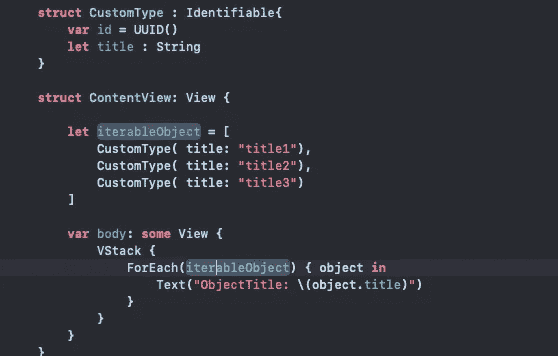 struct CustomType : Identifiable{
var id = UUID()
let title : String
}
struct ContentView: View {
let iterableObject = [
CustomType( title: "title1"),
CustomType( title: "title2"),
CustomType( title: "title3")
]
var body: some View {
VStack {
ForEach(iterableObject) { object in
Text("ObjectTitle: \(object.title)")
}
}
}
}